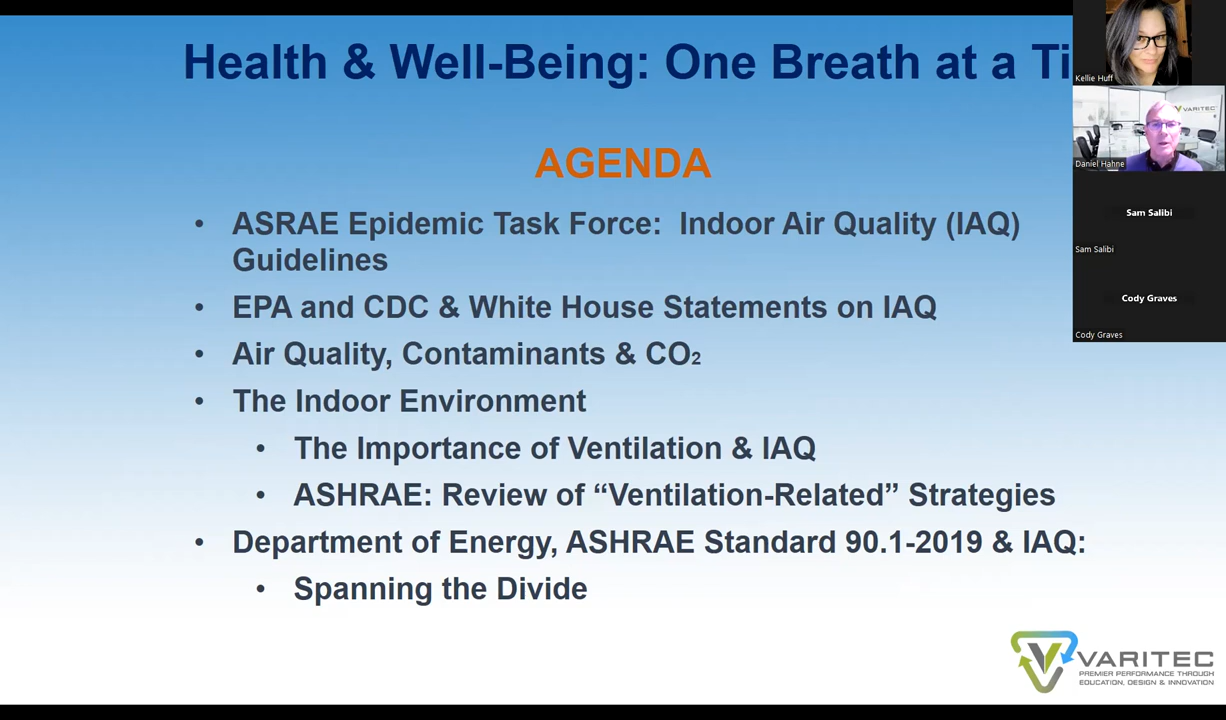 Health & Well-Being: One Breath at a Ti
AGENDA
• ASRAE Epidemic Task Force: Indoor Air Quality (IAQ)
Guidelines
• EPA and CDC & White House Statements on IAQ
• Air Quality, Contaminants & CO₂
• The Indoor Environment
• The Importance of Ventilation & IAQ
• ASHRAE: Review of “Ventilation-Related” Strategies
• Department of Energy, ASHRAE Standard 90.1-2019 & IAQ:
• Spanning the Divide
VARITEC
PREMIER PERFORMANCE THROUGH
EDUCATION, DESIGN & INNOVATION
Kellie Huff
VARITEC
Daniel Hahne
Sam Salibi
Sam Salibi
Cody Graves
Cody Graves